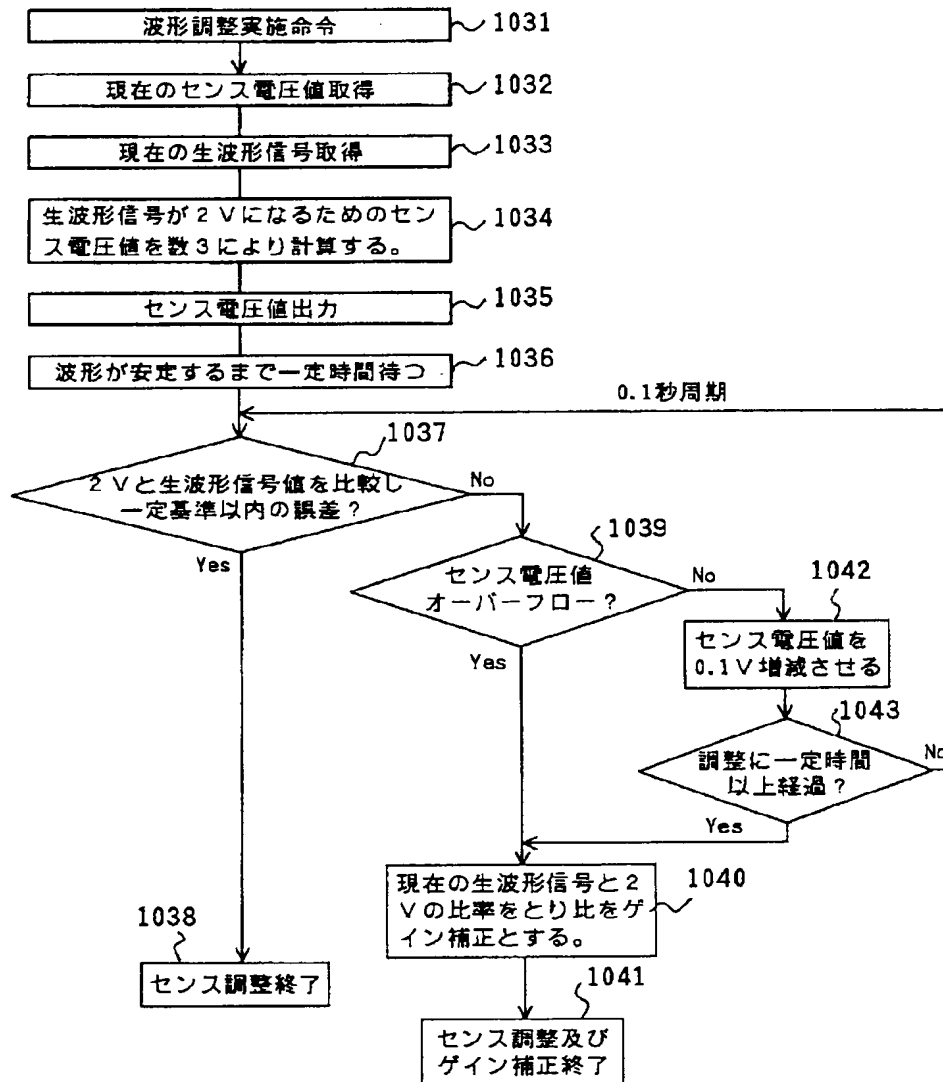 波形調整実施命令
1031
現在のセンス電圧値取得
1032
現在の生波形信号取得
1033
生波形信号が2Vになるためのセン
ス電圧値を数3により計算する。
1034
センス電圧値出力
1035
波形が安定するまで一定時間待つ
1036
0.1秒周期
1037
2Vと生波形信号値を比較し
一定基準以内の誤差?
No
Yes
1039
センス電圧値
オーバーフロー?
No
Yes
1042
センス電圧値を
0.1V増減させる
1043
調整に一定時間
以上経過?
No
Yes
現在の生波形信号と2
Vの比率をとり比をゲ
イン補正とする。
1040
1038
センス調整終了
1041
センス調整及び
ゲイン補正終了